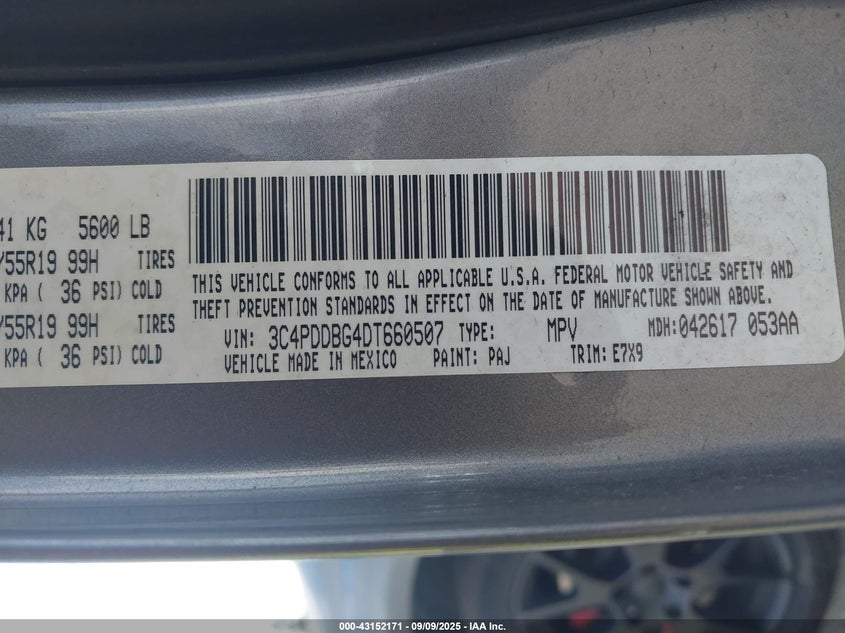 41 KG 5600 LB
/55R19 99H TIRES
KPA ( 36 PSI) COLD
/55R19 99H TIRES
KPA ( 36 PSI) COLD
THIS VEHICLE CONFORMS TO ALL APPLICABLE U.S.A. FEDERAL MOTOR VEHICLE SAFETY AND
THEFT PREVENTION STANDARDS IN EFFECT ON THE DATE OF MANUFACTURE SHOWN ABOVE.
VIN: 3C4PDDBG4DT660507 TYPE: MPV MDH:042617 053AA
VEHICLE MADE IN MEXICO PAINT: PAJ TRIM: E7X9
000-43152171 - 09/09/2025 - IAA Inc.